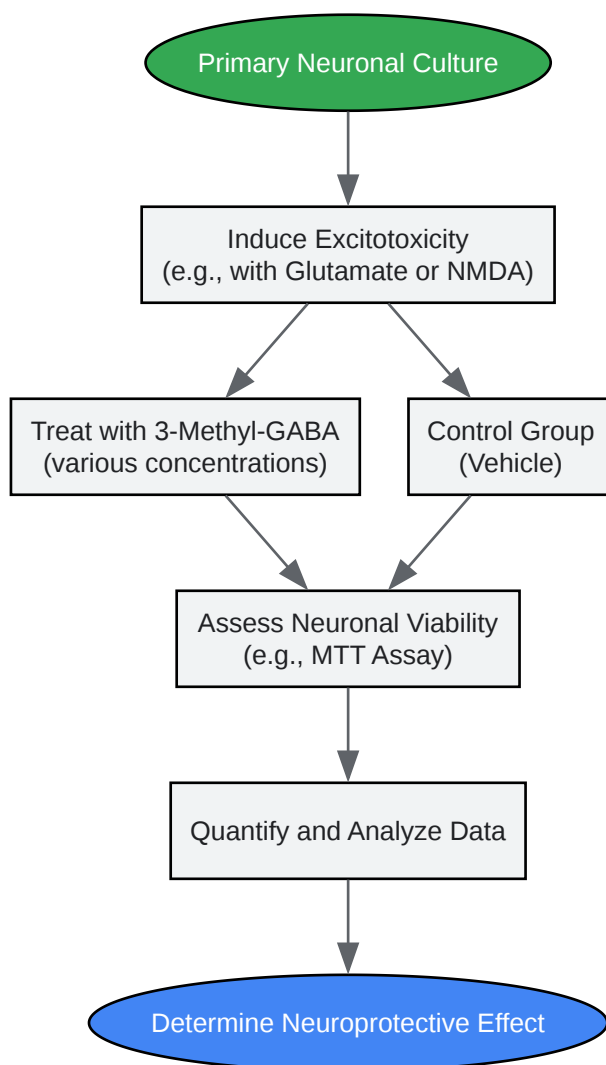 Primary Neuronal Culture
Induce Excitotoxicity
(e.g., with Glutamate or NMDA)
Treat with 3-Methyl-GABA
(various concentrations)
Control Group
(Vehicle)
Assess Neuronal Viability
(e.g., MTT Assay)
Quantify and Analyze Data
Determine Neuroprotective Effect